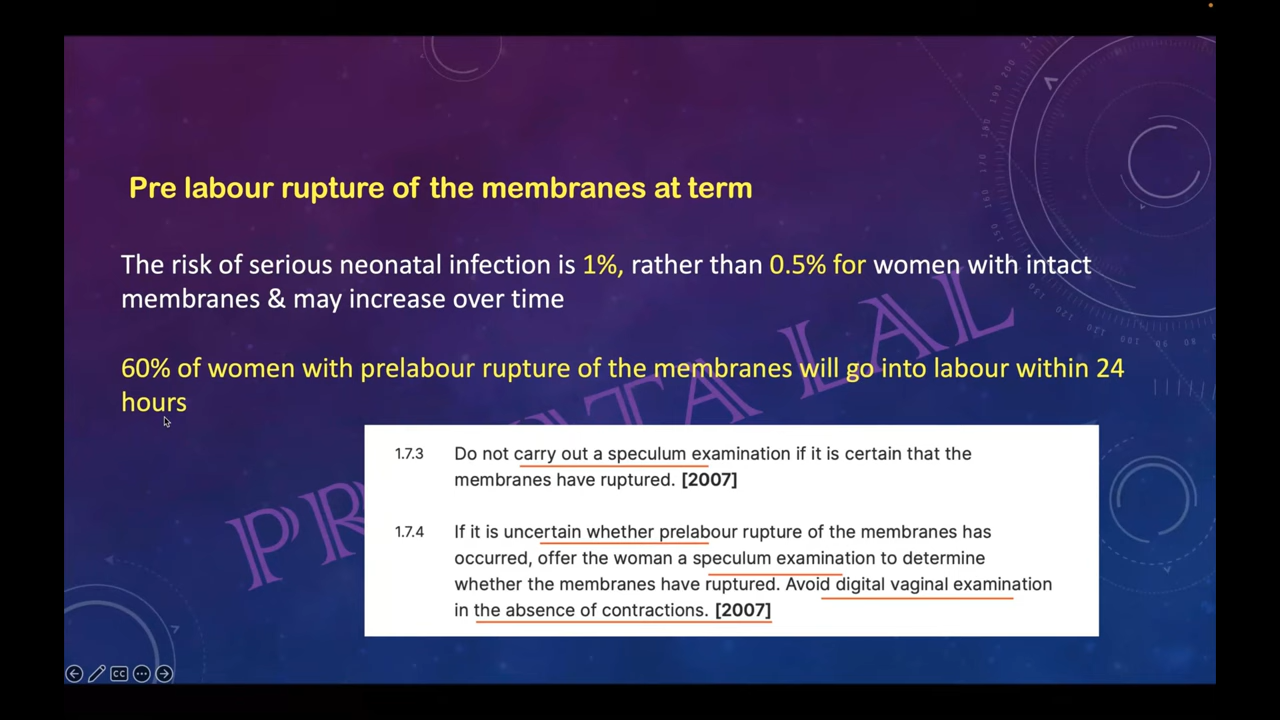 Pre labour rupture of the membranes at term
The risk of serious neonatal infection is 1%, rather than 0.5% for women with intact
membranes & may increase over time
60% of women with prelabour rupture of the membranes will go into labour within 24
hours
1.7.3 Do not carry out a speculum examination if it is certain that the
membranes have ruptured. [2007]
1.7.4 If it is uncertain whether prelabour rupture of the membranes has
occurred, offer the woman a speculum examination to determine
whether the membranes have ruptured. Avoid digital vaginal examination
in the absence of contractions. [2007]
LAL
CC